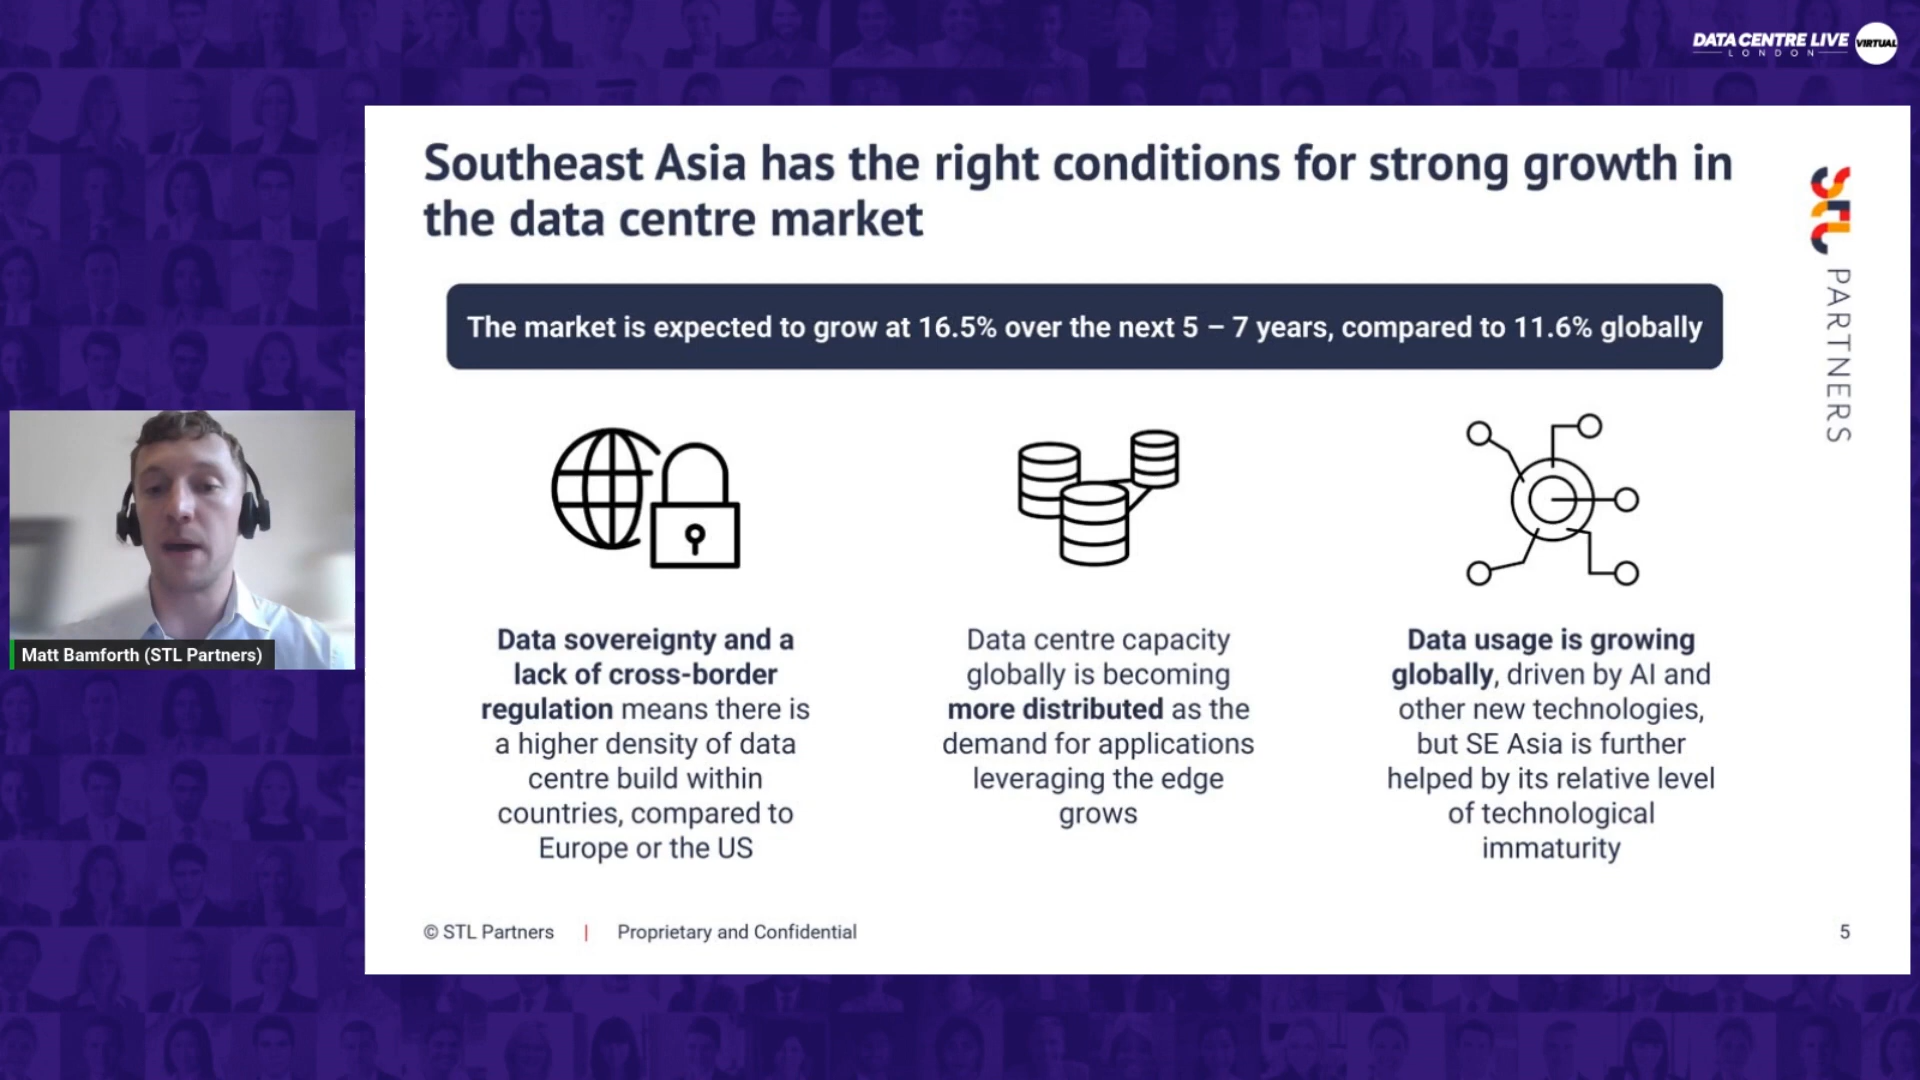 DATA CENTRE LIVE
LONDON
VIRTUAL
Southeast Asia has the right conditions for strong growth in
the data centre market
STL PARTNERS
The market is expected to grow at 16.5% over the next 5 – 7 years, compared to 11.6% globally
Data sovereignty and a
lack of cross-border
regulation means there is
a higher density of data
centre build within
countries, compared to
Europe or the US
Data centre capacity
globally is becoming
more distributed as the
demand for applications
leveraging the edge
grows
Data usage is growing
globally, driven by AI and
other new technologies,
but SE Asia is further
helped by its relative level
of technological
immaturity
Matt Bamforth (STL Partners)
© STL Partners | Proprietary and Confidential
5